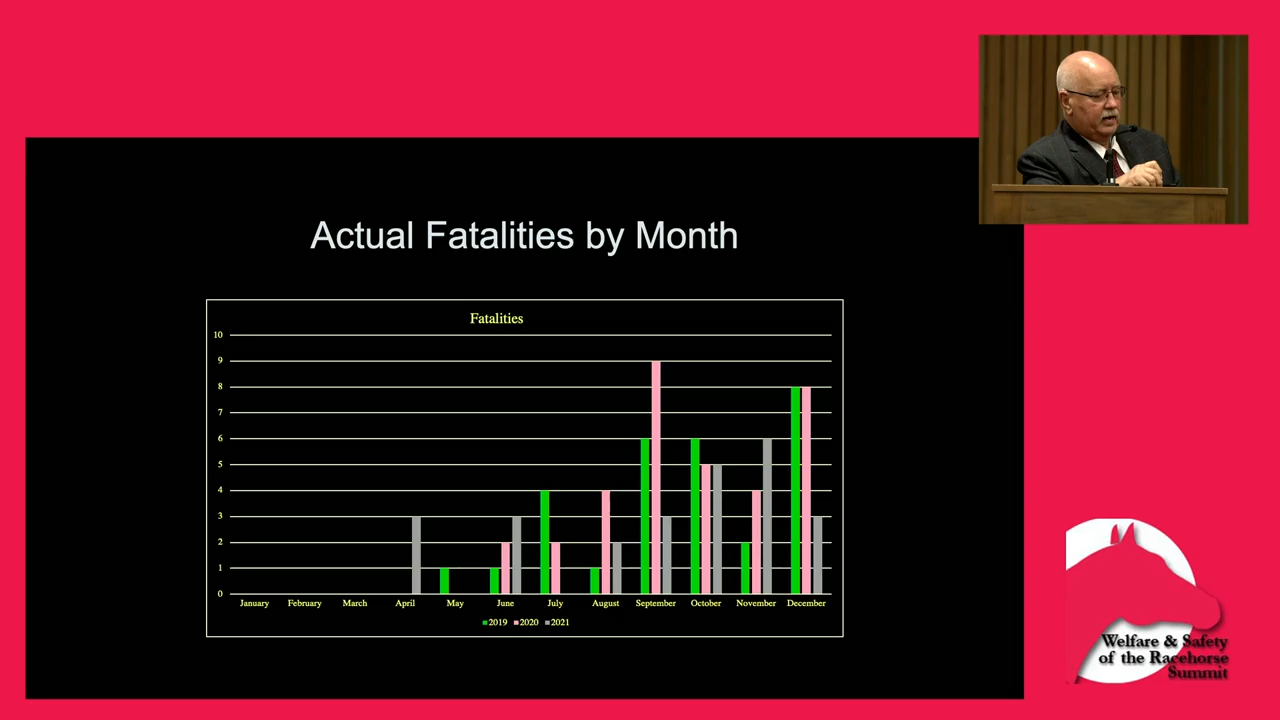 Actual Fatalities by Month
Fatalities
10
9
8
7
6
5
4
3
2
1
0
January February March April May June July August September October November December
2019 2020 2021
Welfare & Safety
of the Racehorse
Summit